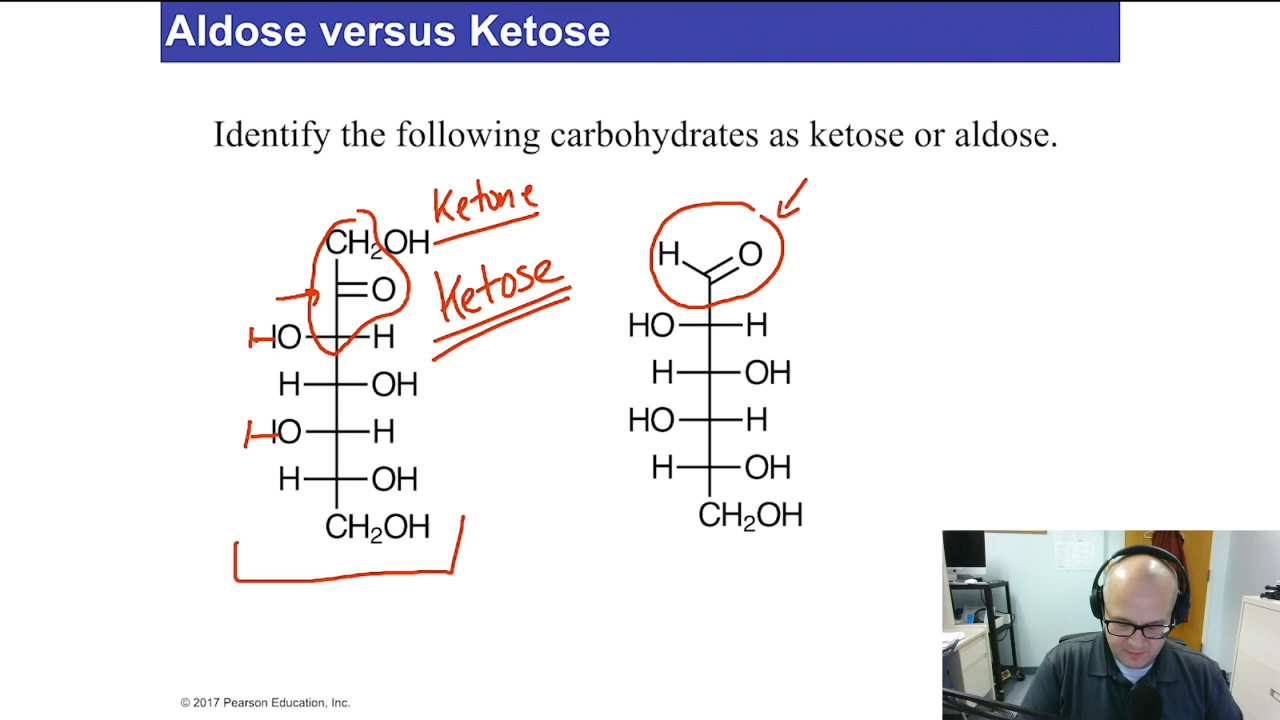 Aldose versus Ketose
Identify the following carbohydrates as ketose or aldose.
Ketone
Ketose
CH₂OH
O
HO H
H OH
HO H
H OH
CH₂OH
H O
HO H
H OH
HO H
H OH
CH₂OH
© 2017 Pearson Education, Inc.